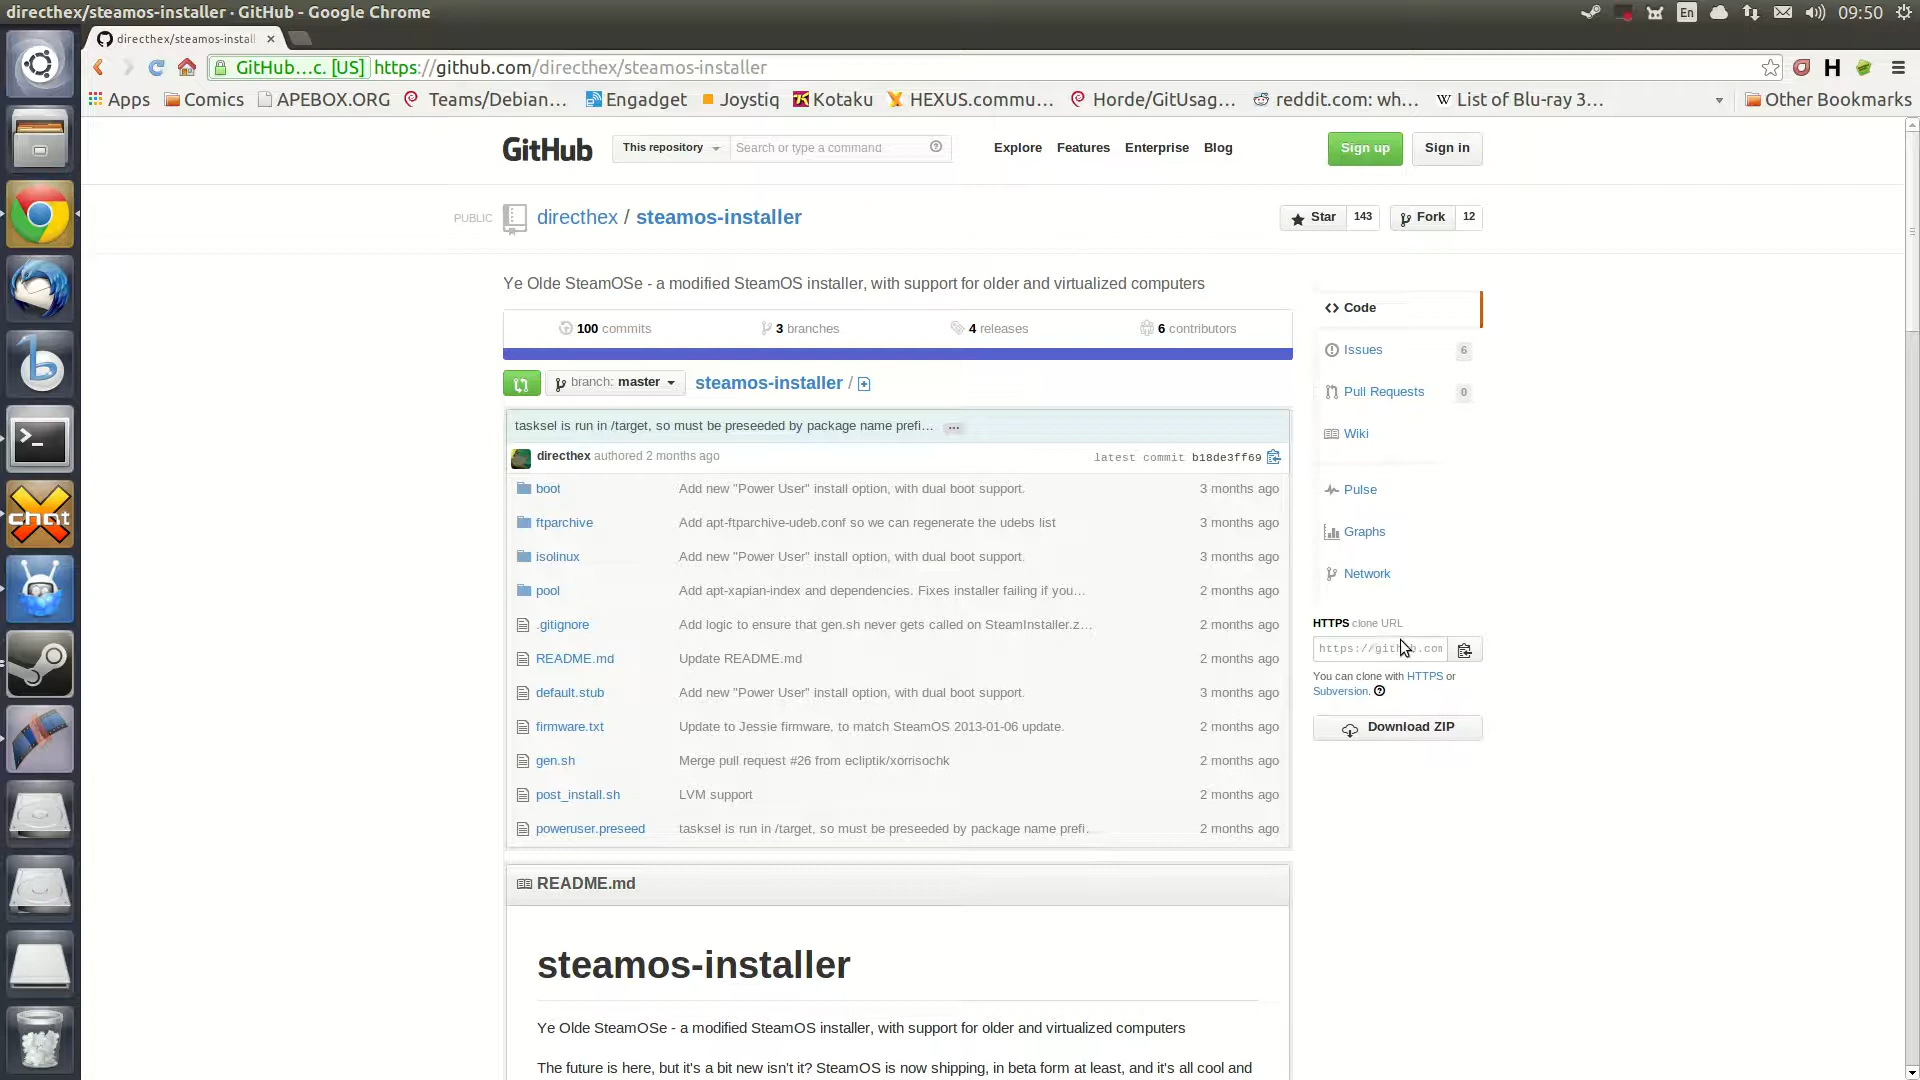 directhex/steamos-installer · GitHub - Google Chrome
En
09:50
directhex/steamos-install
GitHub…c. [US] https://github.com/directhex/steamos-installer
H
Apps Comics APEBOX.ORG Teams/Debian... Engadget Joystiq Kotaku HEXUS.commu... Horde/GitUsag... reddit.com: wh... W List of Blu-ray 3... Other Bookmarks
GitHub
This repository
Search or type a command
Explore Features Enterprise Blog
Sign up
Sign in
PUBLIC
directhex / steamos-installer
Star 143
Fork 12
Ye Olde SteamOSe - a modified SteamOS installer, with support for older and virtualized computers
100 commits 3 branches 4 releases 6 contributors
branch: master
steamos-installer /
tasksel is run in /target, so must be preseeded by package name prefi… ...
directhex authored 2 months ago
latest commit b18de3ff69
boot Add new "Power User" install option, with dual boot support. 3 months ago
ftparchive Add apt-ftparchive-udeb.conf so we can regenerate the udebs list 3 months ago
isolinux Add new "Power User" install option, with dual boot support. 3 months ago
pool Add apt-xapian-index and dependencies. Fixes installer failing if you… 2 months ago
.gitignore Add logic to ensure that gen.sh never gets called on SteamInstaller.z… 2 months ago
README.md Update README.md 2 months ago
default.stub Add new "Power User" install option, with dual boot support. 3 months ago
firmware.txt Update to Jessie firmware, to match SteamOS 2013-01-06 update. 2 months ago
gen.sh Merge pull request #26 from ecliptik/xorrisochk 2 months ago
post_install.sh LVM support 2 months ago
poweruser.preseed tasksel is run in /target, so must be preseeded by package name prefi… 2 months ago
Code
Issues 6
Pull Requests 0
Wiki
Pulse
Graphs
Network
HTTPS clone URL
https://github.com
You can clone with HTTPS or
Subversion.
Download ZIP
README.md
steamos-installer
Ye Olde SteamOSe - a modified SteamOS installer, with support for older and virtualized computers
The future is here, but it's a bit new isn't it? SteamOS is now shipping, in beta form at least, and it's all cool and
b
chat